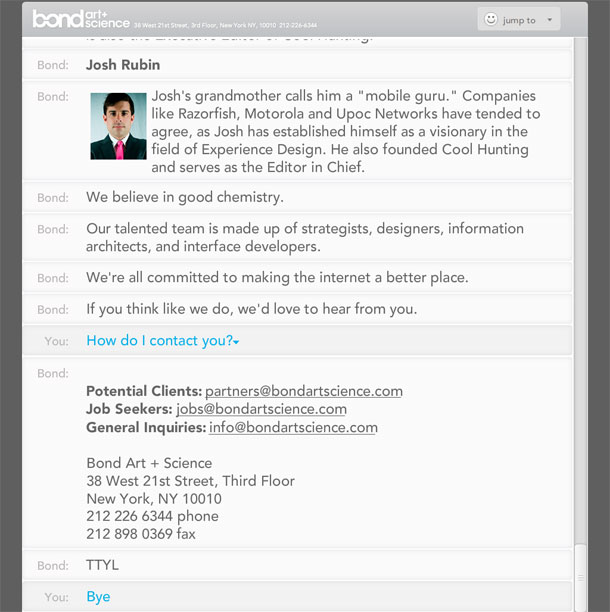 bond art+ science 38 West 21st Street, 3rd Floor, New York NY, 10010 212-226-6344
jump to
is also the Executive Editor of Cool Hunting.
Bond: Josh Rubin
Bond: Josh's grandmother calls him a "mobile guru." Companies
like Razorfish, Motorola and Upoc Networks have tended to
agree, as Josh has established himself as a visionary in the
field of Experience Design. He also founded Cool Hunting
and serves as the Editor in Chief.
Bond: We believe in good chemistry.
Bond: Our talented team is made up of strategists, designers, information
architects, and interface developers.
Bond: We're all committed to making the internet a better place.
Bond: If you think like we do, we'd love to hear from you.
You: How do I contact you?
Bond:
Potential Clients: partners@bondartscience.com
Job Seekers: jobs@bondartscience.com
General Inquiries: info@bondartscience.com
Bond Art + Science
38 West 21st Street, Third Floor
New York, NY 10010
212 226 6344 phone
212 898 0369 fax
Bond: TTYL
You: Bye